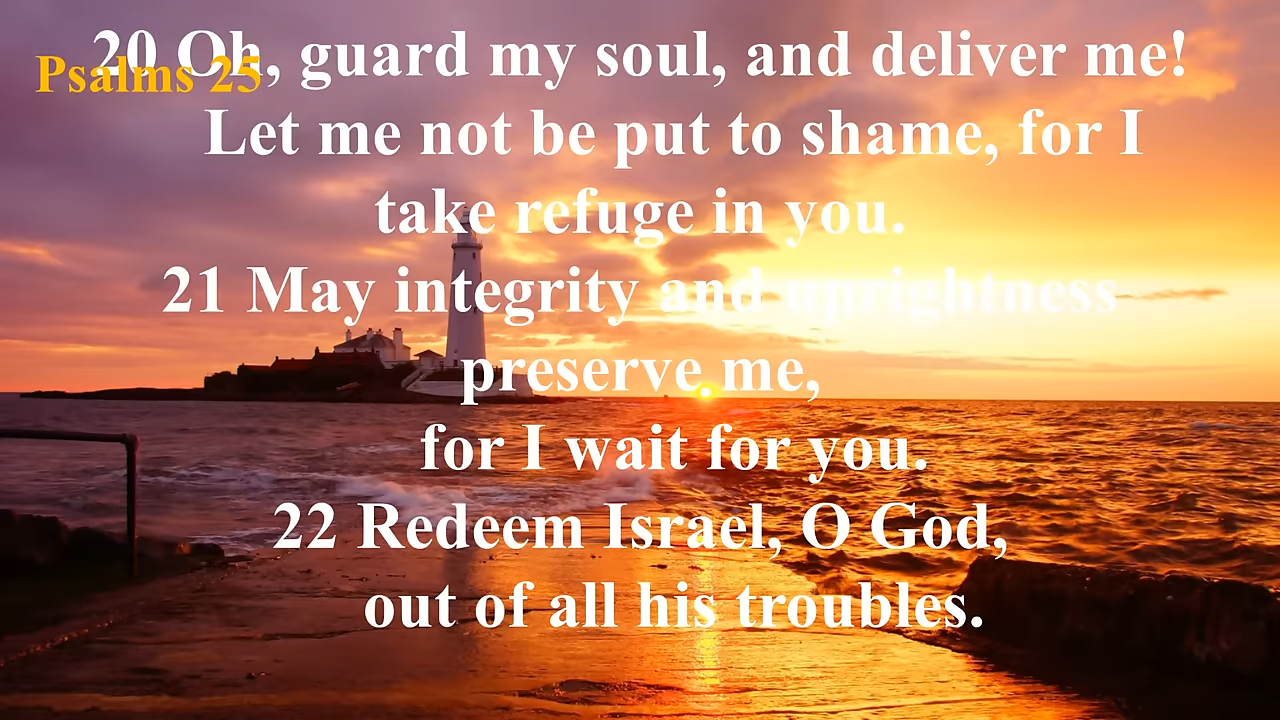 Psalms 25
20 Oh, guard my soul, and deliver me!
Let me not be put to shame, for I
take refuge in you.
21 May integrity and uprightness
preserve me,
for I wait for you.
22 Redeem Israel, O God,
out of all his troubles.